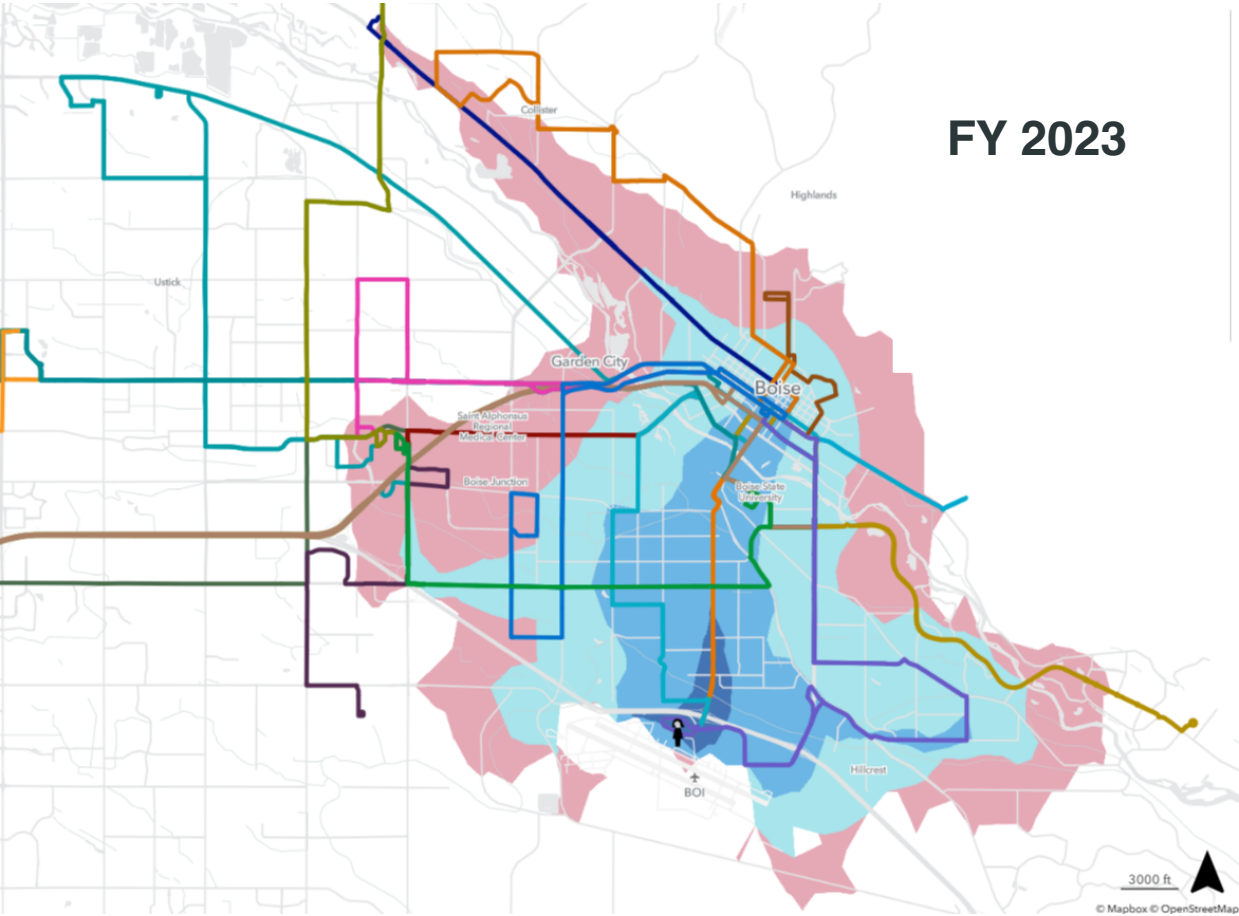 Collister
FY 2023
Highlands
Ustick
Garden City
Boise
Saint Alphonsus
Regional
Medical Center
Boise Junction
Boise State
University
Hillcrest
BOI
3000 ft
© Mapbox © OpenStreetMap